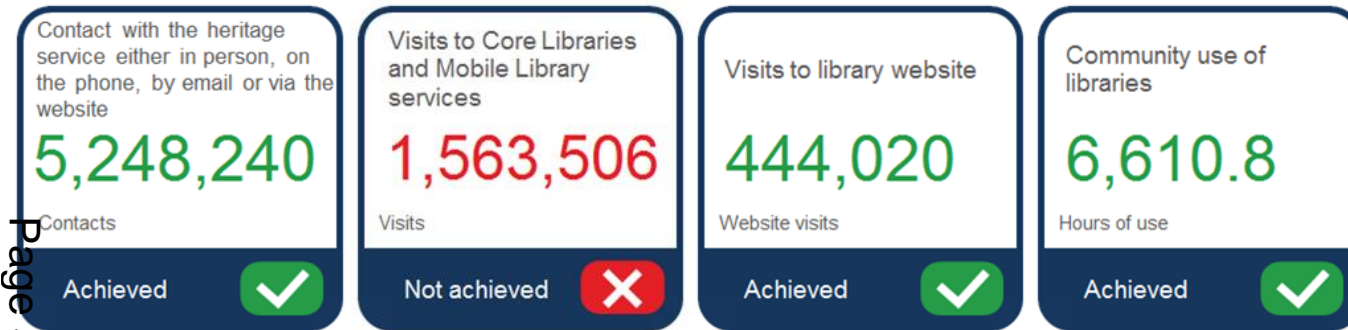 Contact with the heritage
service either in person, on
the phone, by email or via the
website
5,248,240
Contacts
Achieved
Visits to Core Libraries
and Mobile Library
services
1,563,506
Visits
Not achieved
Visits to library website
444,020
Website visits
Achieved
Community use of
libraries
6,610.8
Hours of use
Achieved
Page